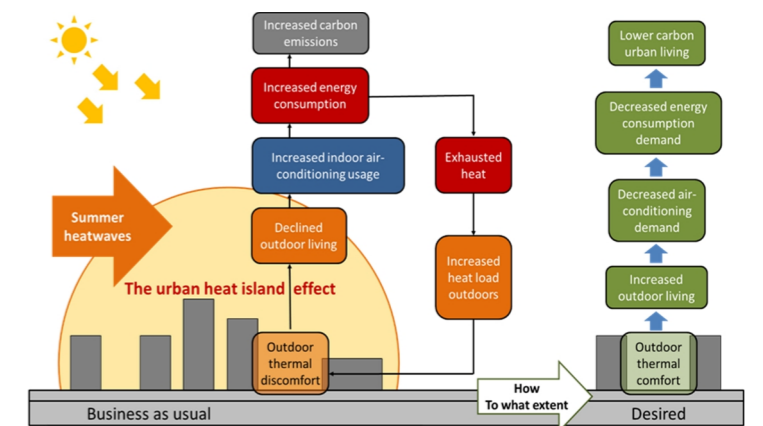 Increased carbon
emissions
Increased energy
consumption
Increased indoor air-
conditioning usage
Declined
outdoor living
Summer
heatwaves
The urban heat island effect
Outdoor
thermal
discomfort
Exhausted
heat
Increased
heat load
outdoors
Business as usual
How
To what extent
Lower carbon
urban living
Decreased energy
consumption
demand
Decreased air-
conditioning
demand
Increased
outdoor living
Outdoor
thermal
comfort
Desired